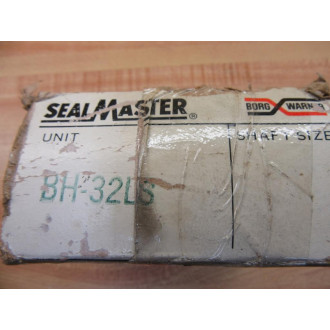 SEALMASTER®
BORG WARNER
UNIT
SHAFT SIZE
BH-32LS